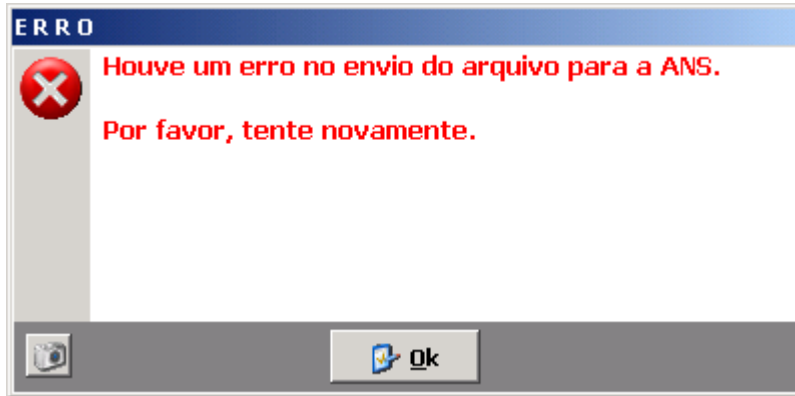 ERRO
Houve um erro no envio do arquivo para a ANS.
Por favor, tente novamente.
Ok